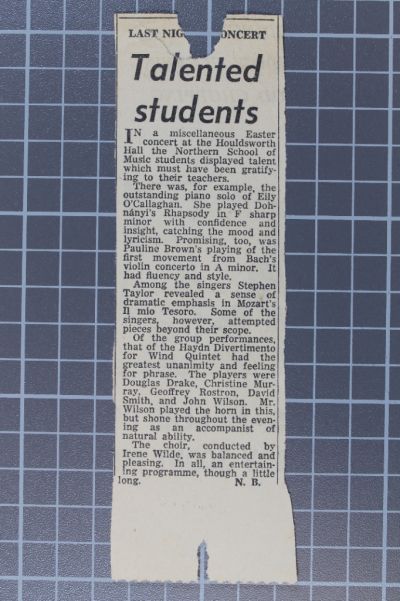 LAST NIG ONCERT
Talented
students
IN a miscellaneous Easter
concert at the Houldsworth
Hall the Northern School of
Music students displayed talent
which must have been gratify-
ing to their teachers.
There was, for example, the
outstanding piano solo of Eily
O'Callaghan. She played Doh-
nányi's Rhapsody in F sharp
minor with confidence and
insight, catching the mood and
lyricism. Promising, too, was
Pauline Brown's playing of the
first movement from Bach's
violin concerto in A minor. It
had fluency and style.
Among the singers Stephen
Taylor revealed a sense of
dramatic emphasis in Mozart's
Il mio Tesoro. Some of the
singers, however, attempted
pieces beyond their scope.
Of the group performances,
that of the Haydn Divertimento
for Wind Quintet had the
greatest unanimity and feeling
for phrase. The players were
Douglas Drake, Christine Mur-
ray, Geoffrey Rostron, David
Smith, and John Wilson. Mr.
Wilson played the horn in this,
but shone throughout the even-
ing as an accompanist of
natural ability.
The choir, conducted by
Irene Wilde, was balanced and
pleasing. In all, an entertain-
ing programme, though a little
long. N. B.